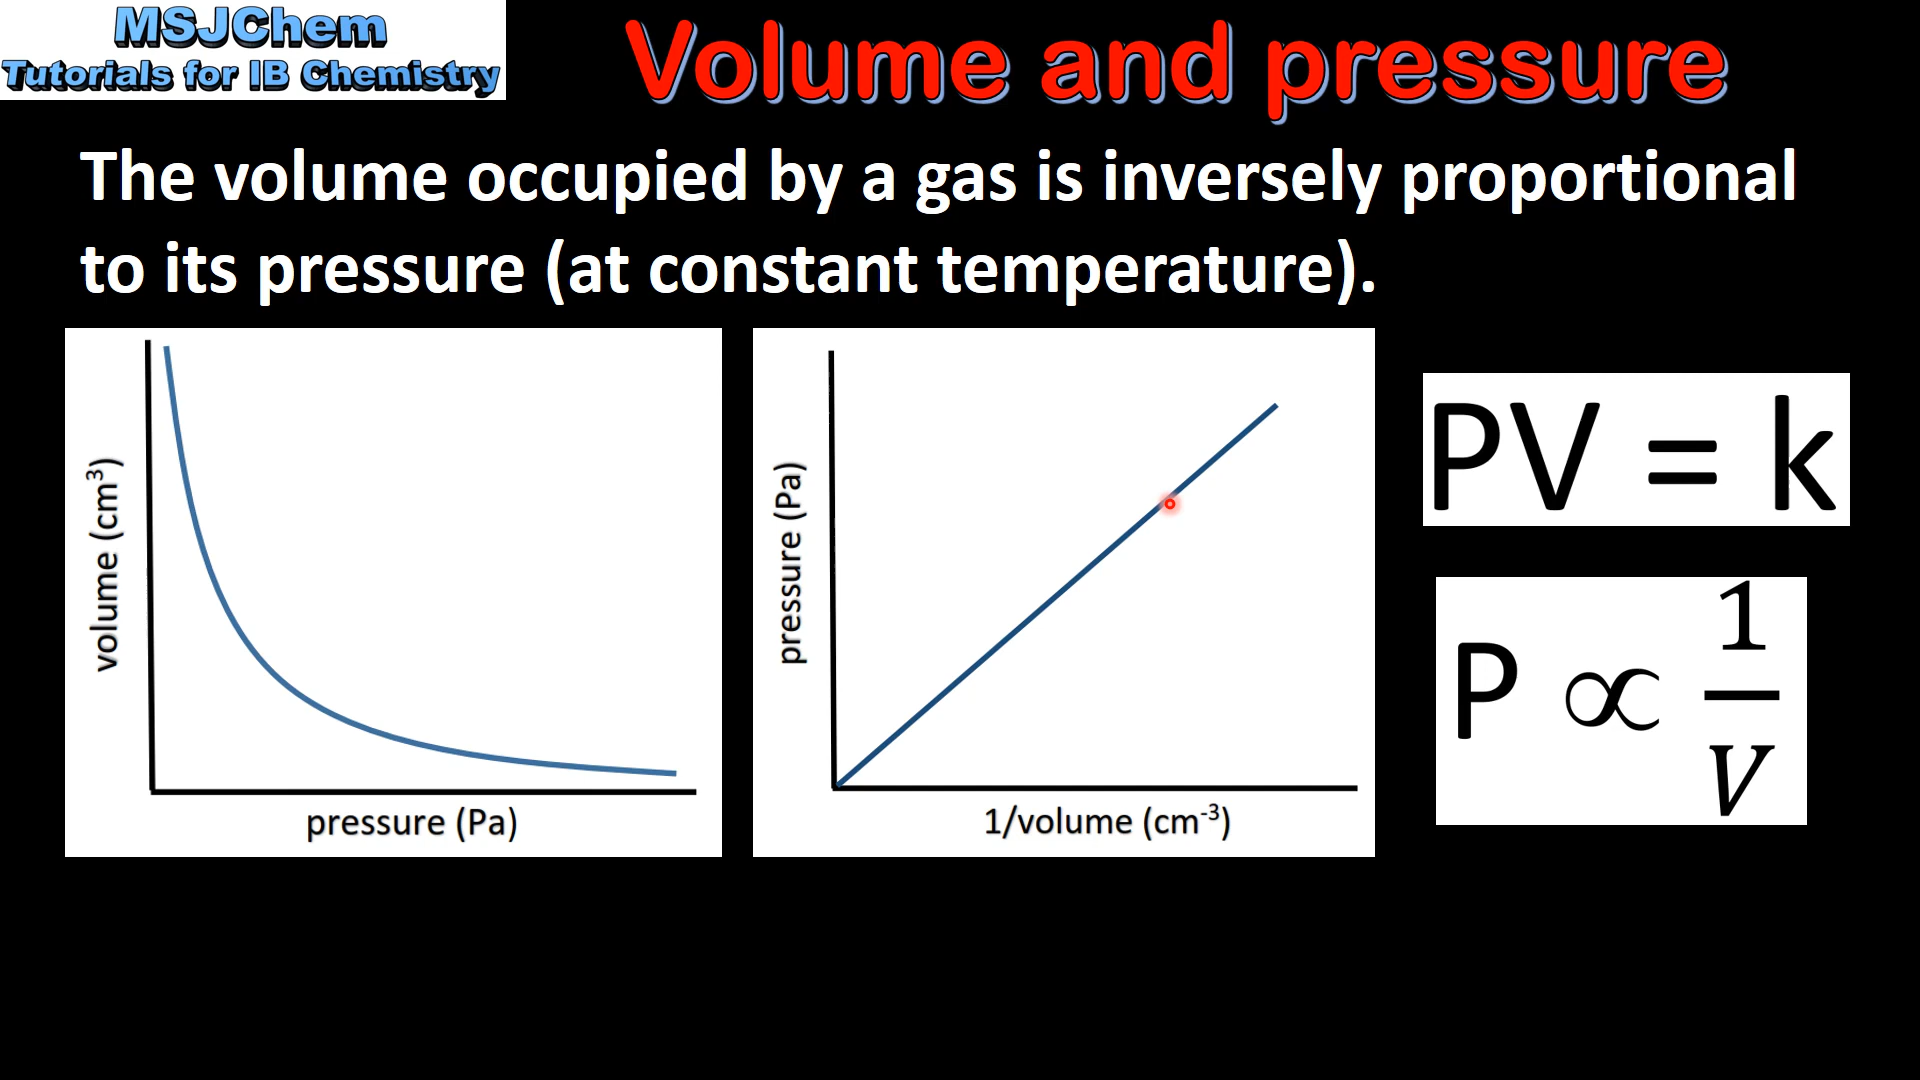 MSJChem
Tutorials for IB Chemistry
Volume and pressure
The volume occupied by a gas is inversely proportional
to its pressure (at constant temperature).
volume (cm³)
pressure (Pa)
pressure (Pa)
1/volume (cm⁻³)
PV = k
P ∝ 1/V